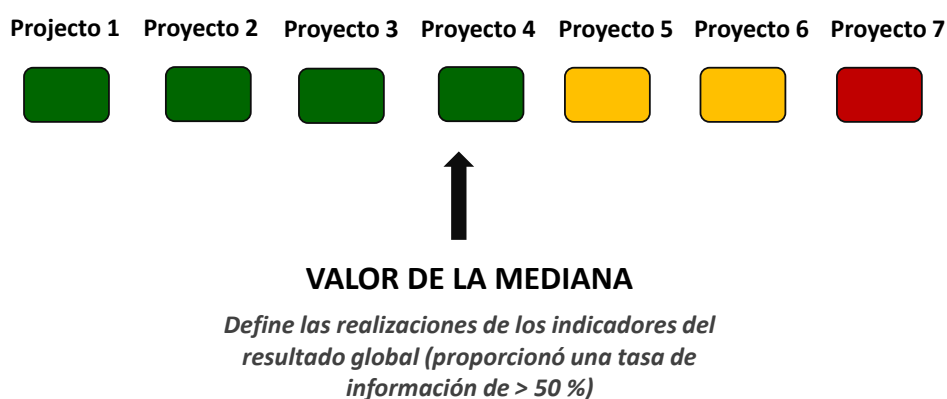 Projecto 1 Proyecto 2 Proyecto 3 Proyecto 4 Proyecto 5 Proyecto 6 Proyecto 7
VALOR DE LA MEDIANA
Define las realizaciones de los indicadores del
resultado global (proporcionó una tasa de
información de > 50 %)